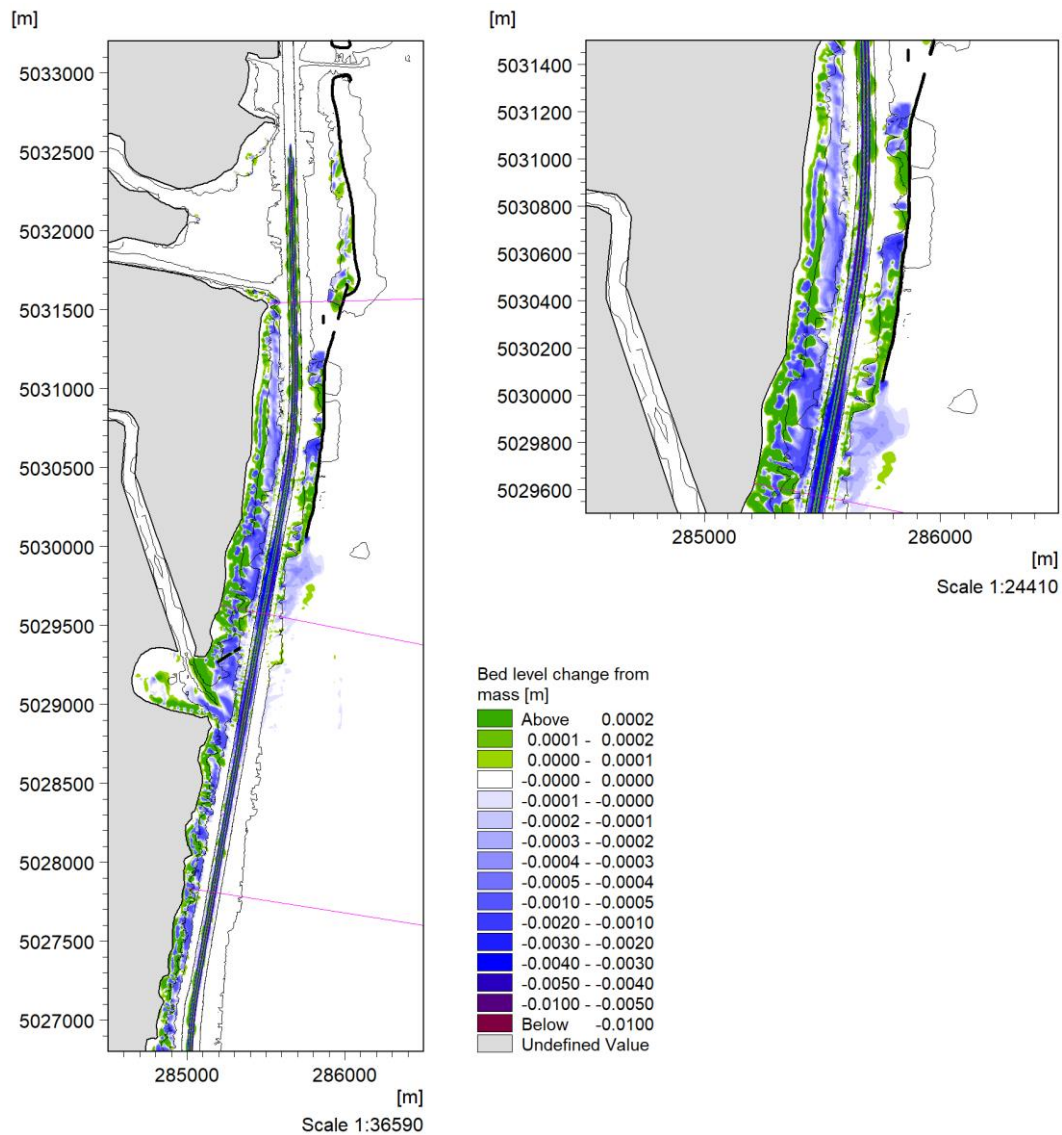 [m]
5033000
5032500
5032000
5031500
5031000
5030500
5030000
5029500
5029000
5028500
5028000
5027500
5027000
285000 286000
[m]
Scale 1:36590
[m]
5031400
5031200
5031000
5030800
5030600
5030400
5030200
5030000
5029800
5029600
285000 286000
[m]
Scale 1:24410
Bed level change from
mass [m]
Above 0.0002
0.0001 - 0.0002
0.0000 - 0.0001
-0.0000 - 0.0000
-0.0001 - -0.0000
-0.0002 - -0.0001
-0.0003 - -0.0002
-0.0004 - -0.0003
-0.0005 - -0.0004
-0.0010 - -0.0005
-0.0020 - -0.0010
-0.0030 - -0.0020
-0.0040 - -0.0030
-0.0050 - -0.0040
-0.0100 - -0.0050
Below -0.0100
Undefined Value